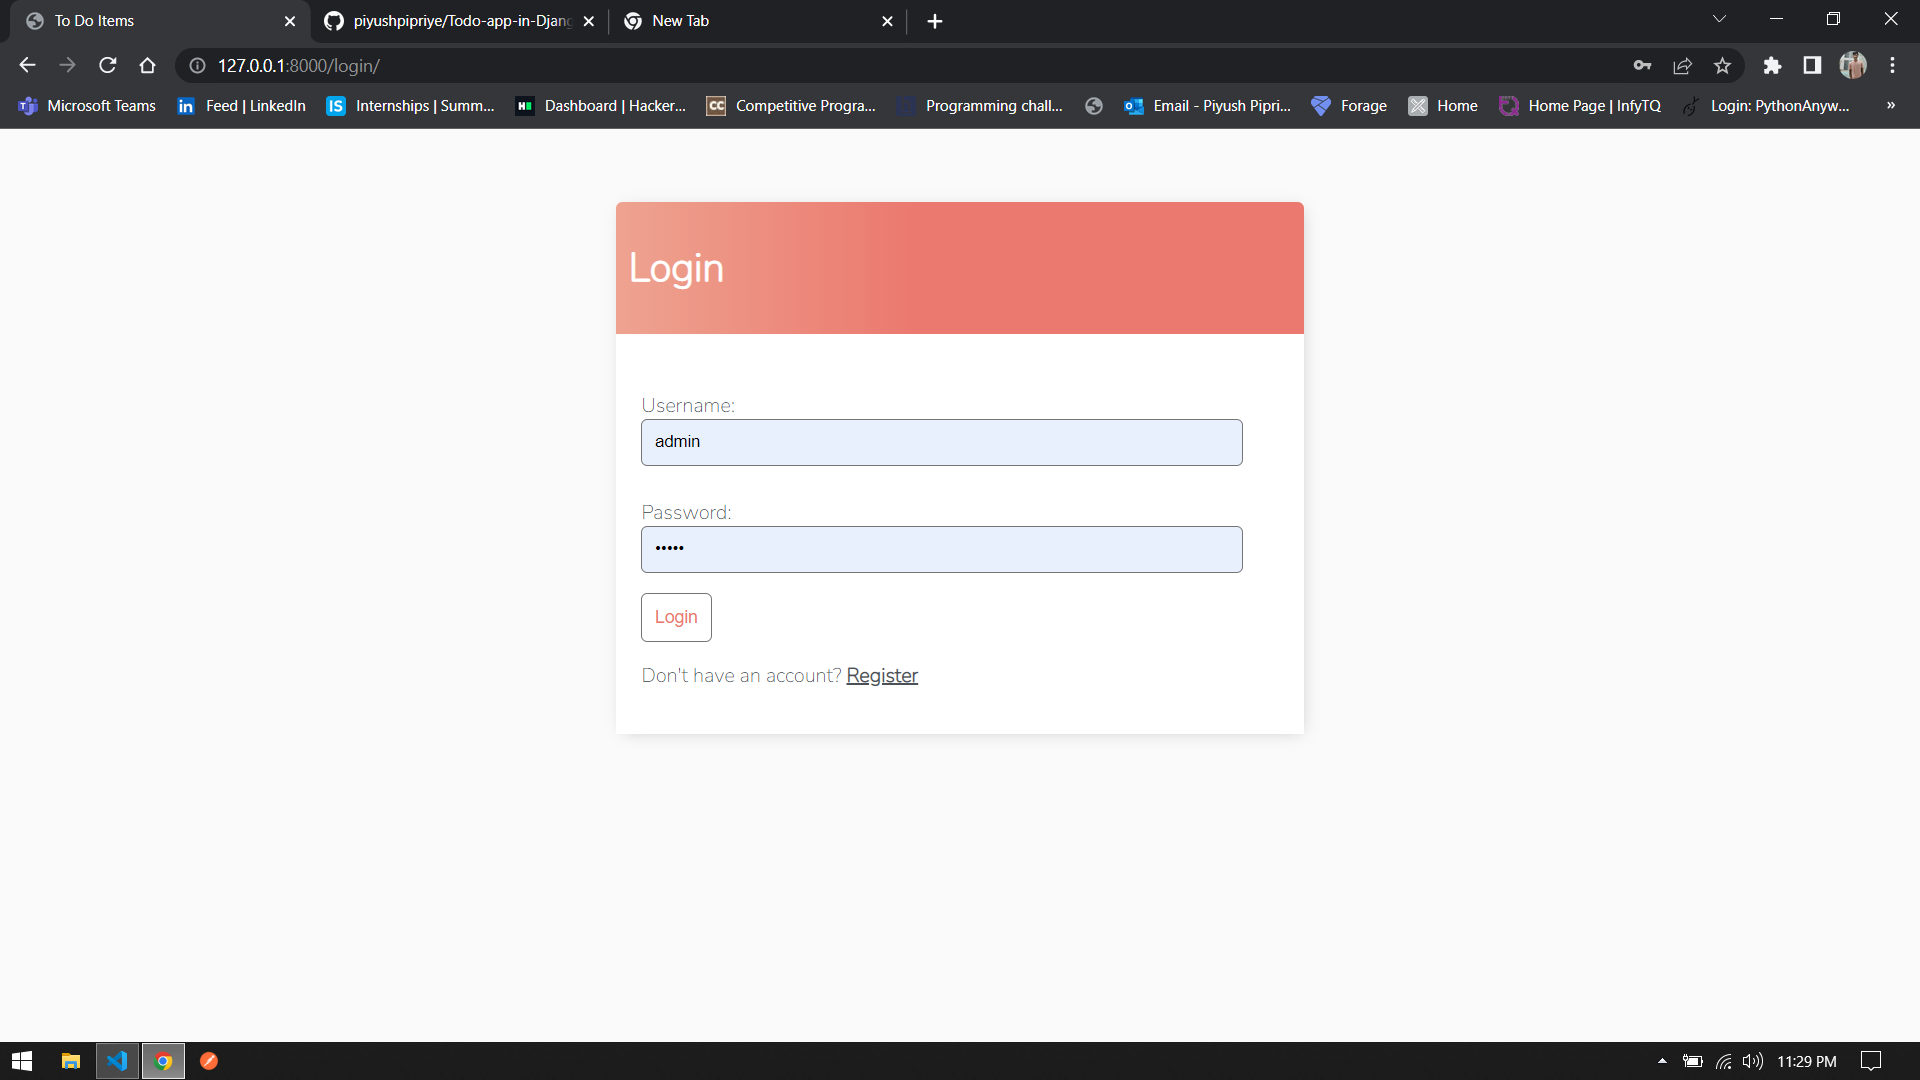 To Do Items
piyushpipriye/Todo-app-in-Djang
New Tab
127.0.0.1:8000/login/
Microsoft Teams
Feed | LinkedIn
IS
Internships | Summ...
H
Dashboard | Hacker...
CC
Competitive Progra...
Programming chall...
Email - Piyush Pipri...
Forage
Home
Home Page | InfyTQ
Login: PythonAnyw...
»
Login
Username:
admin
Password:
•••••
Login
Don't have an account? Register
11:29 PM